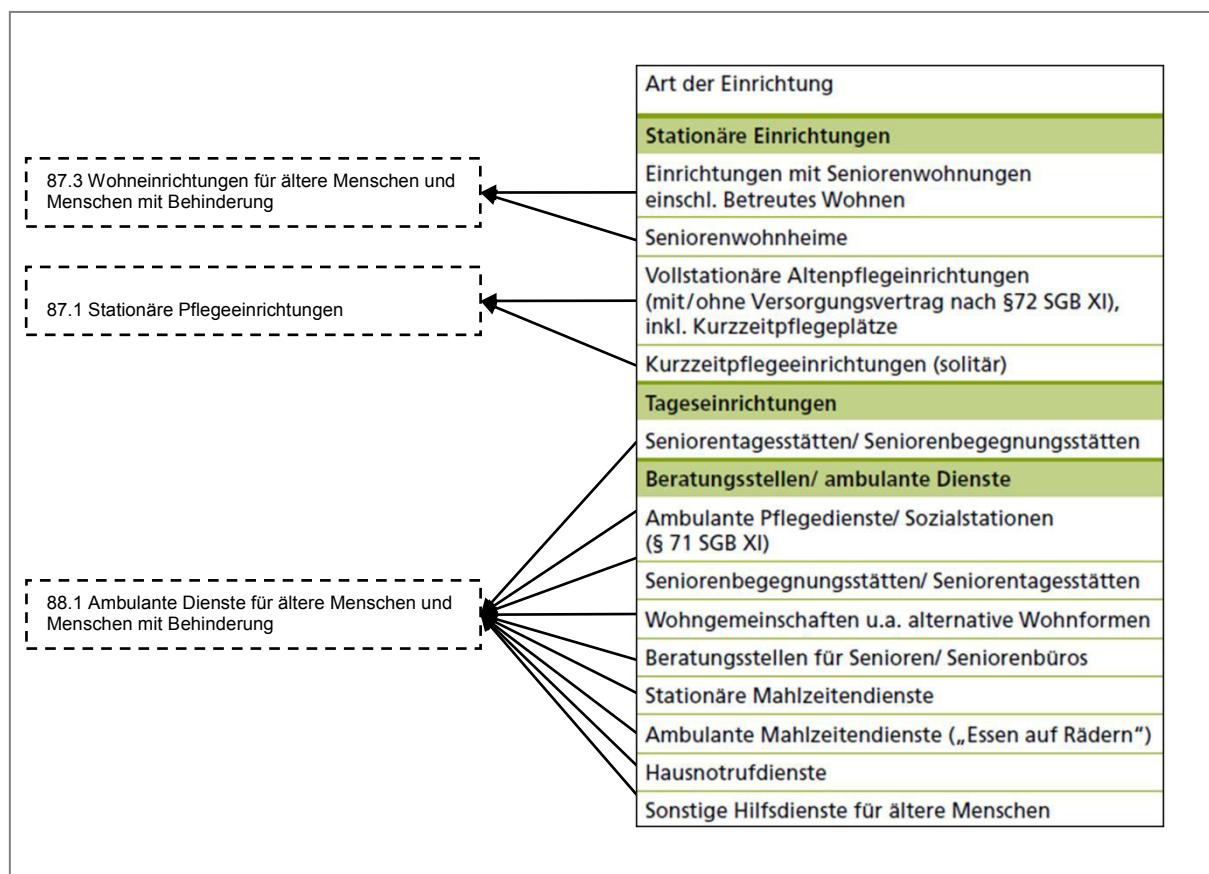 87.3 Wohneinrichtungen für ältere Menschen und
Menschen mit Behinderung
87.1 Stationäre Pflegeeinrichtungen
88.1 Ambulante Dienste für ältere Menschen und
Menschen mit Behinderung
Art der Einrichtung
Stationäre Einrichtungen
Einrichtungen mit Seniorenwohnungen
einschl. Betreutes Wohnen
Seniorenwohnheime
Vollstationäre Altenpflegeeinrichtungen
(mit/ohne Versorgungsvertrag nach §72 SGB XI),
inkl. Kurzzeitpflegeplätze
Kurzzeitpflegeeinrichtungen (solitär)
Tageseinrichtungen
Seniorentagesstätten/ Seniorenbegegnungsstätten
Beratungsstellen/ ambulante Dienste
Ambulante Pflegedienste/ Sozialstationen
(§ 71 SGB XI)
Seniorenbegegnungsstätten/ Seniorentagesstätten
Wohngemeinschaften u.a. alternative Wohnformen
Beratungsstellen für Senioren/ Seniorenbüros
Stationäre Mahlzeitendienste
Ambulante Mahlzeitendienste („Essen auf Rädern“)
Hausnotrufdienste
Sonstige Hilfsdienste für ältere Menschen